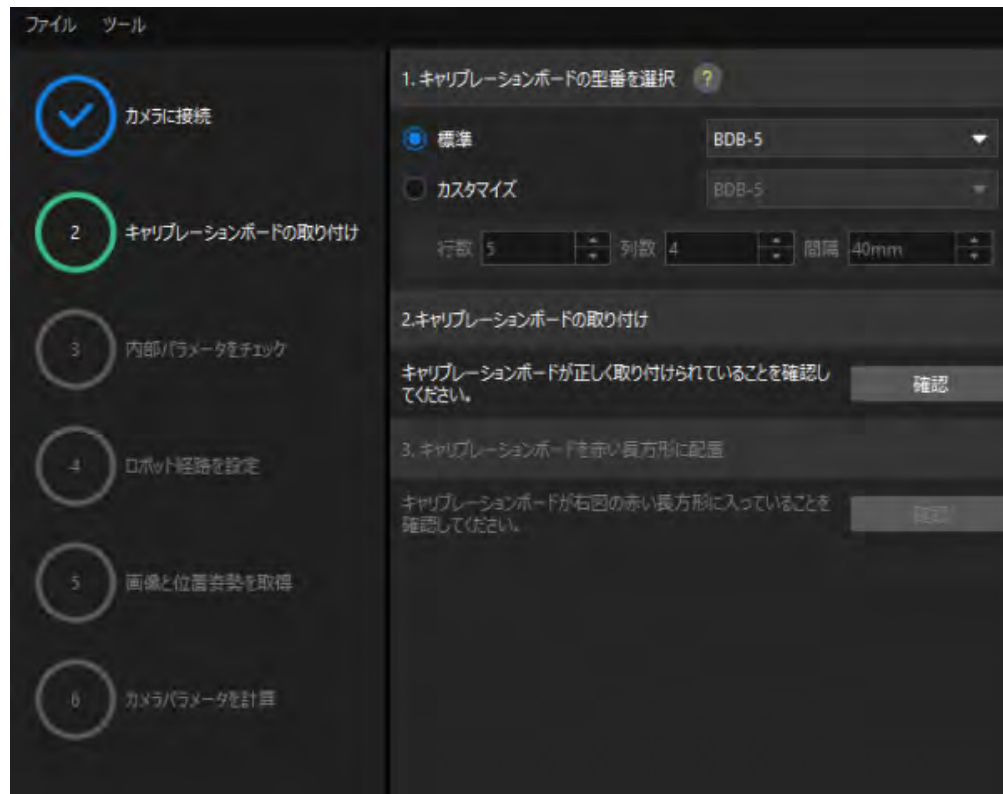 ファイル ツール
カメラに接続
2 キャリブレーションボードの取り付け
3 内部パラメータをチェック
4 ロボット経路を設定
5 画像と位置姿勢を取得
6 カメラパラメータを計算
1. キャリブレーションボードの型番を選択 ?
標準 BDB-5
カスタマイズ BDB-5
行数 5 列数 4 間隔 40mm
2.キャリブレーションボードの取り付け
キャリブレーションボードが正しく取り付けられていることを確認し
てください。
確認
3. キャリブレーションボードを赤い長方形に配置
キャリブレーションボードが右図の赤い長方形に入っていることを
確認してください。
確認